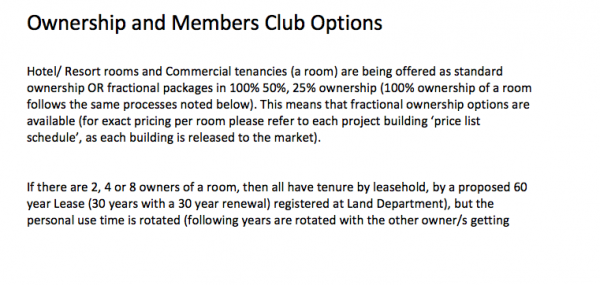 Ownership and Members Club Options
Hotel/ Resort rooms and Commercial tenancies (a room) are being offered as standard
ownership OR fractional packages in 100% 50%, 25% ownership (100% ownership of a room
follows the same processes noted below). This means that fractional ownership options are
available (for exact pricing per room please refer to each project building ‘price list
schedule’, as each building is released to the market).
If there are 2, 4 or 8 owners of a room, then all have tenure by leasehold, by a proposed 60
year Lease (30 years with a 30 year renewal) registered at Land Department), but the
personal use time is rotated (following years are rotated with the other owner/s getting